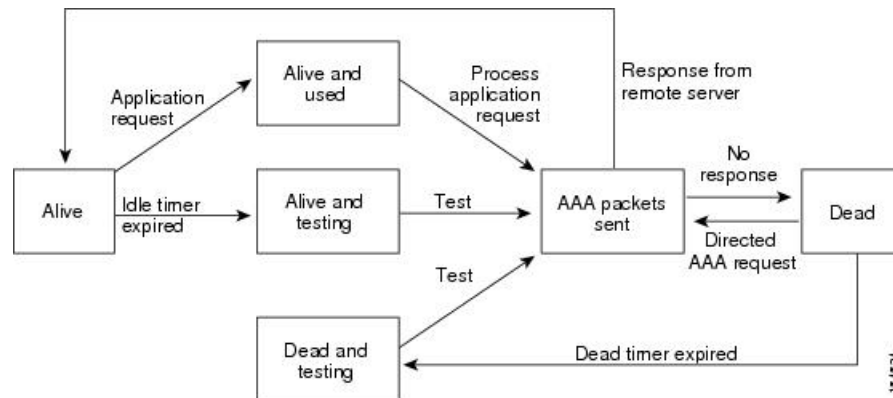 Response from
remote server
Alive and
used
Process
application
request
Application
request
No
response
Alive
Idle timer
expired
Alive and
testing
Test
AAA packets
sent
Dead
Directed
AAA request
Test
Dead and
testing
Dead timer expired